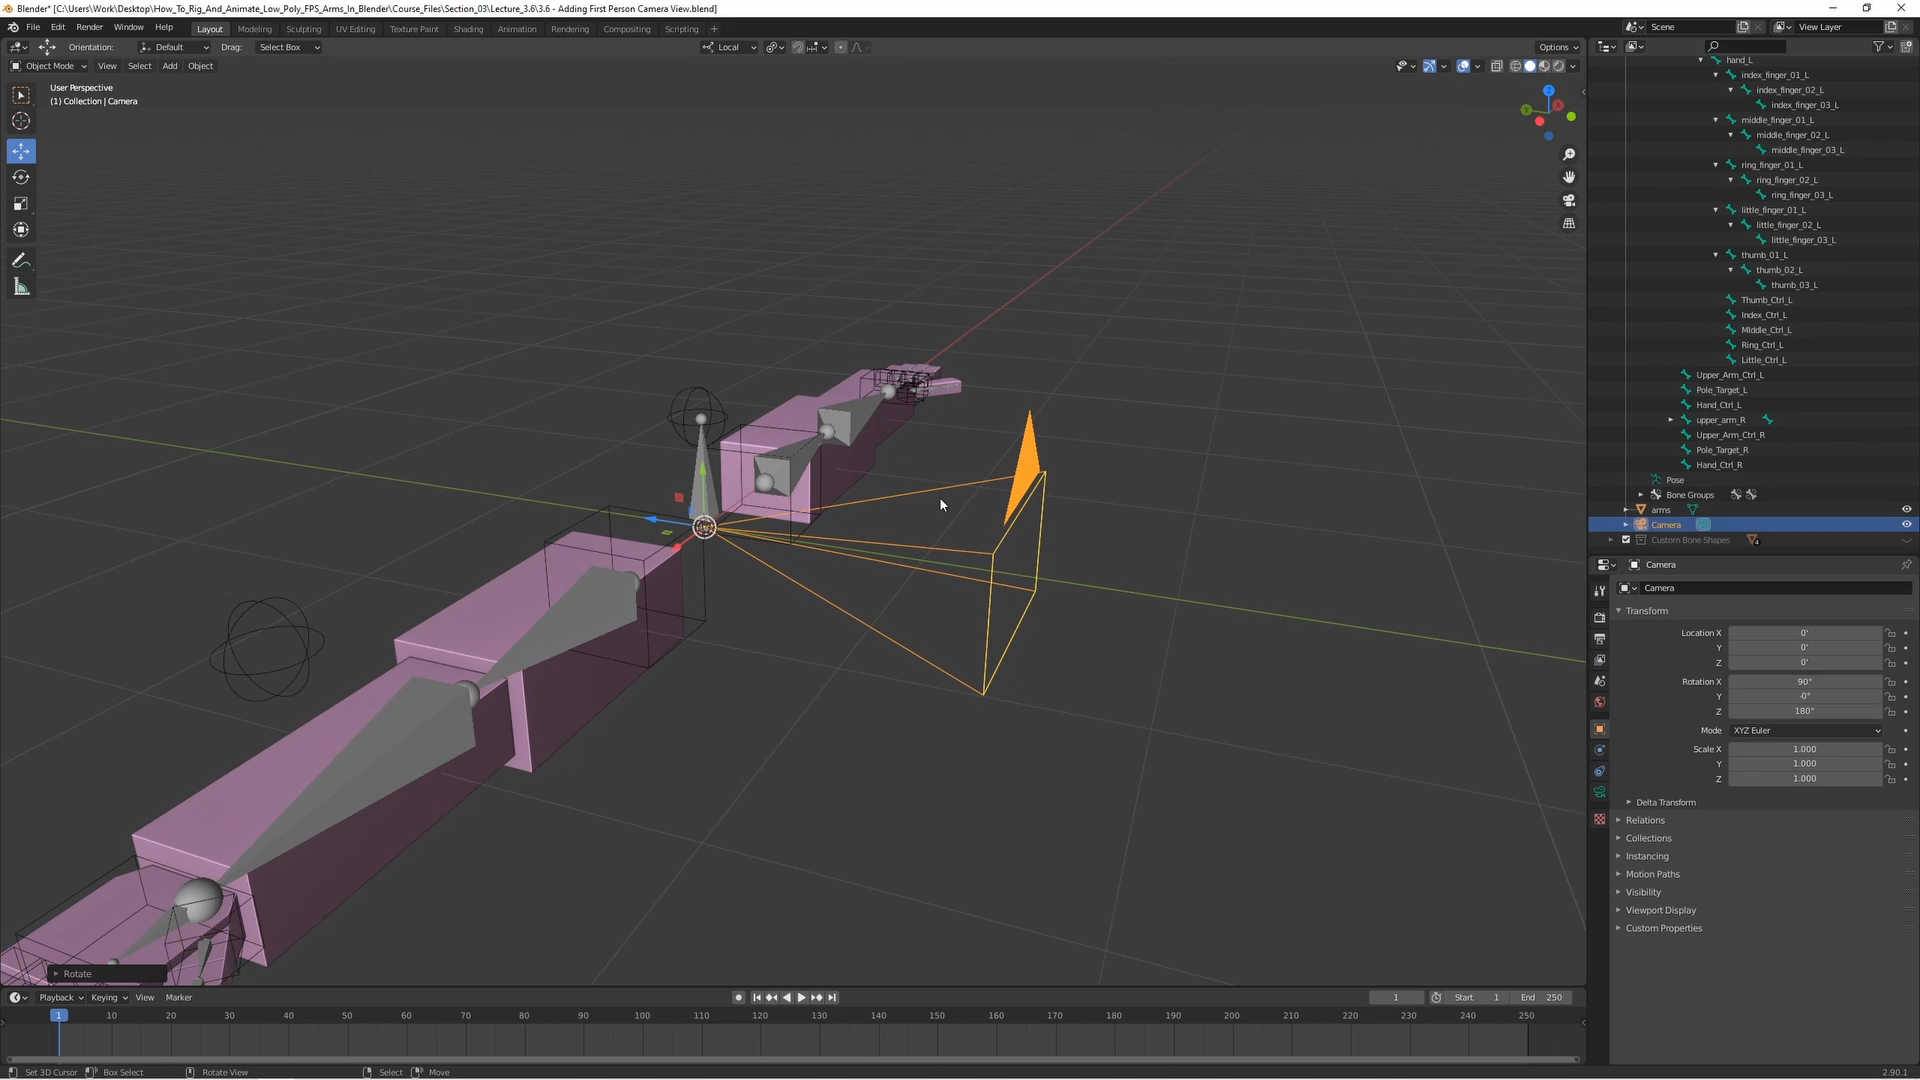 Blender* [C:\Users\Work\Desktop\How_To_Rig_And_Animate_Low_Poly_FPS_Arms_In_Blender\Course_Files\Section_03\Lecture_3.6\3.6 - Adding First Person Camera View.blend]
File Edit Render Window Help Layout Modeling Sculpting UV Editing Texture Paint Shading Animation Rendering Compositing Scripting + Scene View Layer
Orientation: Default Drag: Select Box Local Options
Object Mode View Select Add Object
User Perspective
(1) Collection | Camera
Z
X
Y
hand_L
index_finger_01_L
index_finger_02_L
index_finger_03_L
middle_finger_01_L
middle_finger_02_L
middle_finger_03_L
ring_finger_01_L
ring_finger_02_L
ring_finger_03_L
little_finger_01_L
little_finger_02_L
little_finger_03_L
thumb_01_L
thumb_02_L
thumb_03_L
Thumb_Ctrl_L
Index_Ctrl_L
MIddle_Ctrl_L
Ring_Ctrl_L
Little_Ctrl_L
Upper_Arm_Ctrl_L
Pole_Target_L
Hand_Ctrl_L
upper_arm_R
Upper_Arm_Ctrl_R
Pole_Target_R
Hand_Ctrl_R
Pose
Bone Groups
arms
Camera
Custom Bone Shapes 4
Camera
Camera
Transform
Location X 0'
Y 0'
Z 0'
Rotation X 90°
Y -0°
Z 180°
Mode XYZ Euler
Scale X 1.000
Y 1.000
Z 1.000
Delta Transform
Relations
Collections
Instancing
Motion Paths
Visibility
Viewport Display
Custom Properties
Rotate
Playback Keying View Marker 1 Start 1 End 250
1 10 20 30 40 50 60 70 80 90 100 110 120 130 140 150 160 170 180 190 200 210 220 230 240 250
Set 3D Cursor Box Select Rotate View Select Move 2.90.1